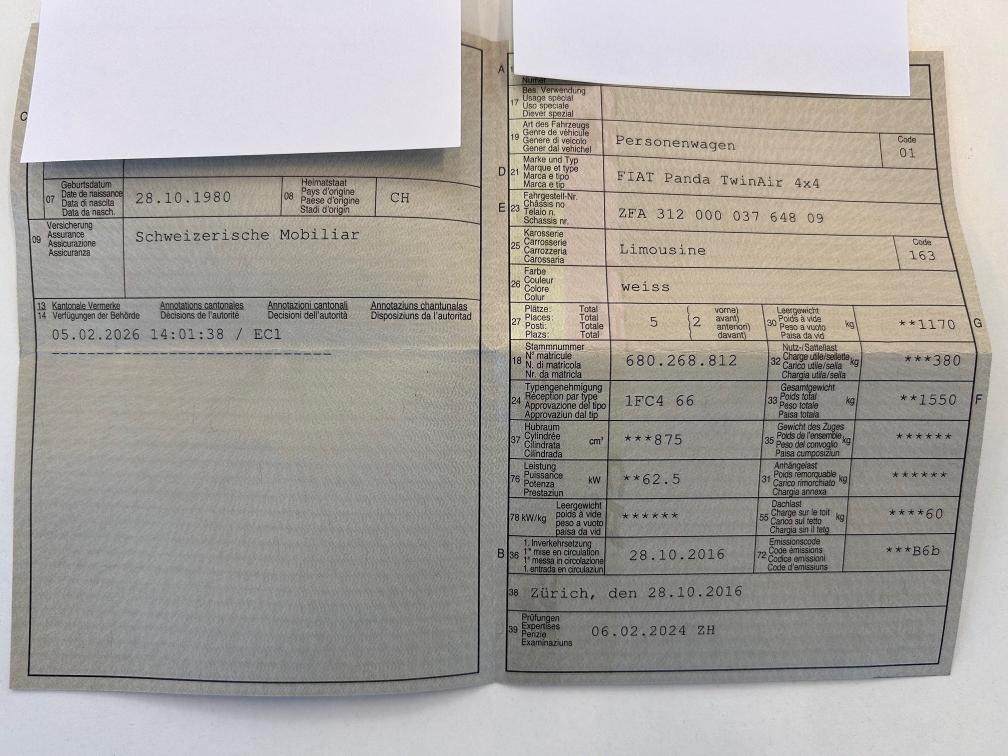 C
07 Geburtsdatum
Date de naissance
Data di nascita
Data da nasch.
28.10.1980
08 Heimatstaat
Pays d'origine
Paese d'origine
Stadi d'origin
CH
09 Versicherung
Assurance
Assicurazione
Assicuranza
Schweizerische Mobiliar
13 Kantonale Vermerke Annotations cantonales Annotazioni cantonali Annotaziuns chantunalas
14 Verfügungen der Behörde Décisions de l'autorité Decisioni dell'autorità Disposiziuns da l'autoritad
05.02.2026 14:01:38 / EC1
A
Numer
17 Bes. Verwendung
Usage spécial
Uso speciale
Diever spezial
19 Art des Fahrzeugs
Genre de véhicule
Genere di veicolo
Gener dal vehichel
Personenwagen
Code
01
D 21 Marke und Typ
Marque et type
Marca e tipo
Marca e tip
FIAT Panda TwinAir 4x4
E 23 Fahrgestell-Nr.
Châssis no
Telaio n.
Schassis nr.
ZFA 312 000 037 648 09
25 Karosserie
Carrosserie
Carrozzeria
Carossaria
Limousine
Code
163
26 Farbe
Couleur
Colore
Colur
weiss
27 Plätze: Total
Places: Total
Posti: Totale
Plazs: Total
5 (2 vorne)
avant)
anteriori)
davant)
30 Leergewicht
Poids à vide
Peso a vuoto
Paisa da vid
kg
**1170 G
18 Stammnummer
N° matricule
N. di matricola
Nr. da matricla
680.268.812
32 Nutz-/Sattellast
Charge utile/sellette
Carico utile/sella
Chargia utila/sella
kg
***380
24 Typengenehmigung
Réception par type
Approvazione del tipo
Approvaziun dal tip
1FC4 66
33 Gesamtgewicht
Poids total
Peso totale
Paisa totala
kg
**1550 F
37 Hubraum
Cylindrée
Cilindrata
Cilindrada
cm³
***875
35 Gewicht des Zuges
Poids de l'ensemble
Peso del convoglio
Paisa cumposiziun
kg
******
76 Leistung
Puissance
Potenza
Prestaziun
kW
**62.5
31 Anhängelast
Poids remorquable
Carico rimorchiato
Chargia annexa
kg
******
78 kW/kg Leergewicht
poids à vide
peso a vuoto
paisa da vid
******
55 Dachlast
Charge sur le toit
Carico sul tetto
Chargia sin il tetg
kg
****60
B 36 1. Inverkehrsetzung
1re mise en circulation
1a messa in circolazione
1. entrada en circulaziun
28.10.2016
72 Emissionscode
Code émissions
Codice emissioni
Code d'emissiuns
***B6b
38 Zürich, den 28.10.2016
39 Prüfungen
Expertises
Perizie
Examinaziuns
06.02.2024 ZH